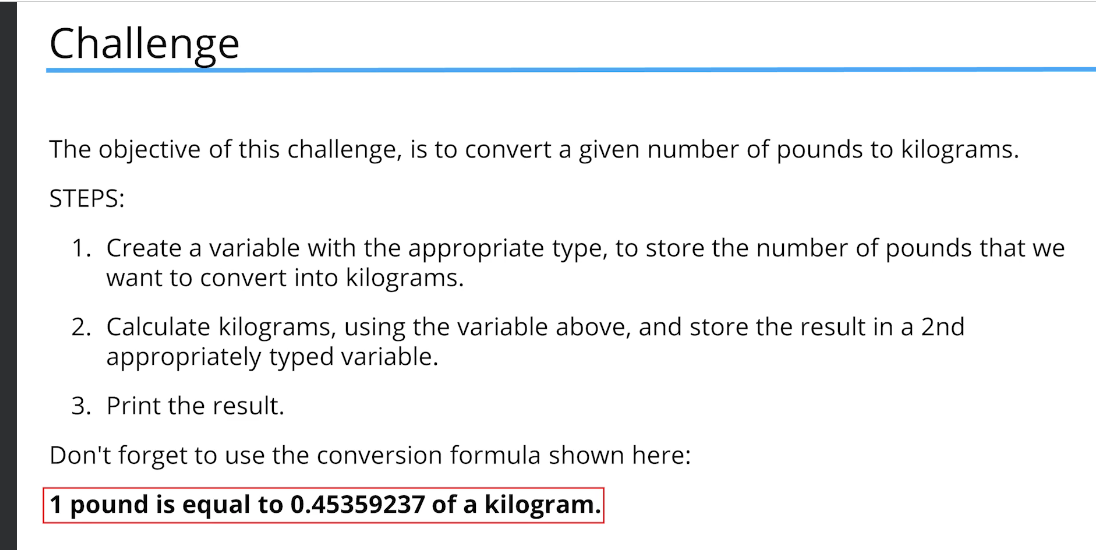 Challenge
The objective of this challenge, is to convert a given number of pounds to kilograms.
STEPS:
1. Create a variable with the appropriate type, to store the number of pounds that we
want to convert into kilograms.
2. Calculate kilograms, using the variable above, and store the result in a 2nd
appropriately typed variable.
3. Print the result.
Don't forget to use the conversion formula shown here:
1 pound is equal to 0.45359237 of a kilogram.